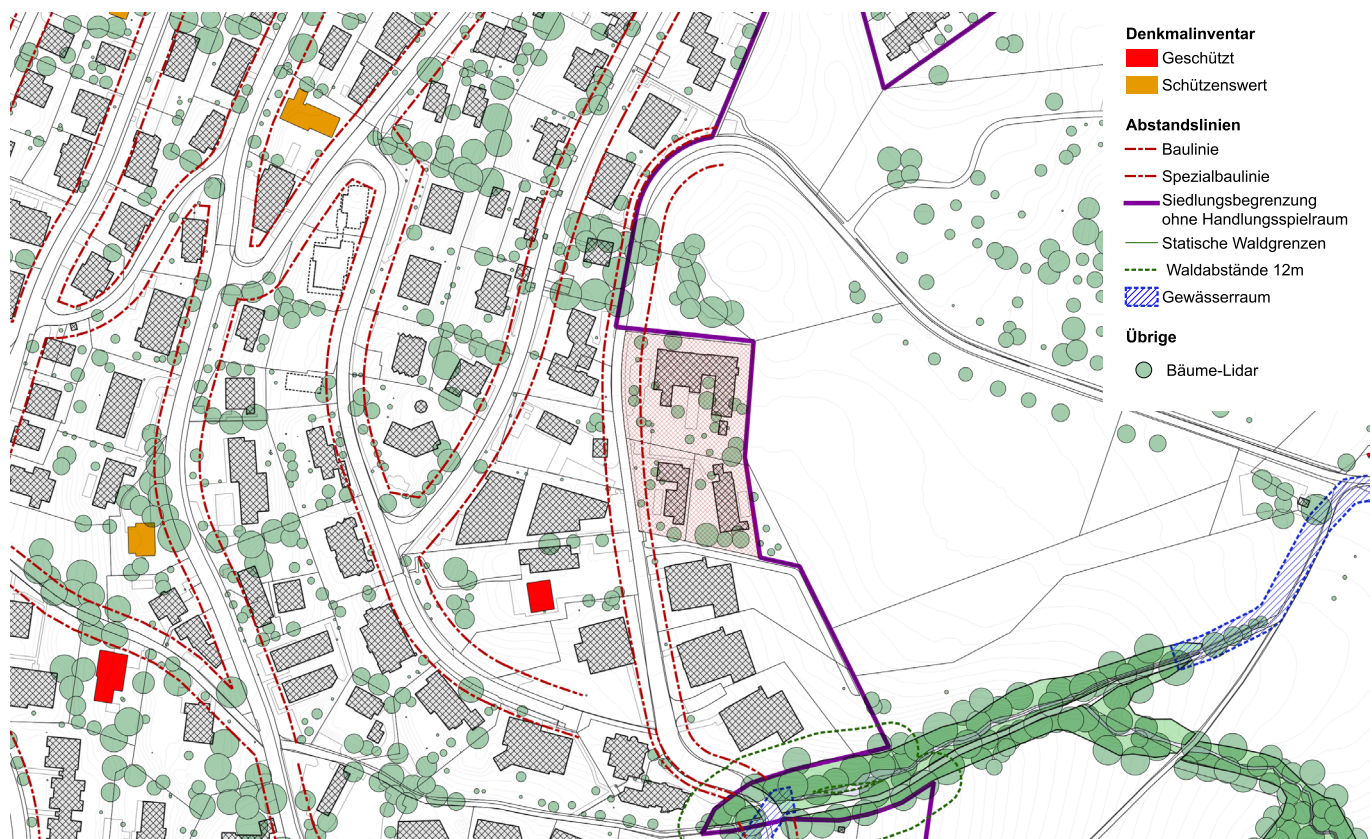 Denkmalinventar
Geschützt
Schützenswert
Abstandslinien
Baulinie
Spezialbaulinie
Siedlungsbegrenzung
ohne Handlungsspielraum
Statische Waldgrenzen
Waldabstände 12m
Gewässerraum
Übrige
Bäume-Lidar